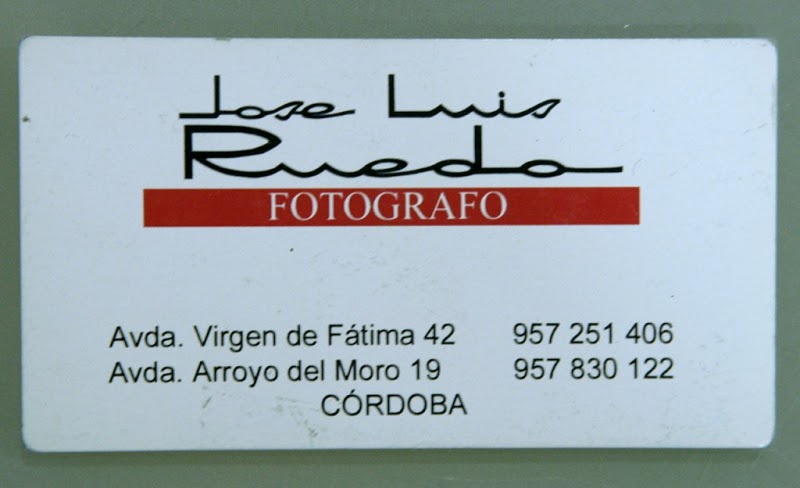 Jose Luis
Rueda
FOTOGRAFO
Avda. Virgen de Fátima 42 957 251 406
Avda. Arroyo del Moro 19 957 830 122
CÓRDOBA